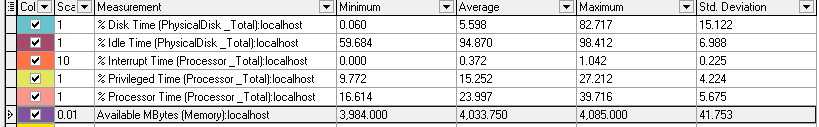 Col Sca Measurement Minimum Average Maximum Std. Deviation
1 % Disk Time (PhysicalDisk _Total):localhost 0.060 5.598 82.717 15.122
1 % Idle Time (PhysicalDisk _Total):localhost 59.684 94.870 98.412 6.988
10 % Interrupt Time (Processor _Total):localhost 0.000 0.372 1.042 0.225
1 % Privileged Time (Processor _Total):localhost 9.772 15.252 27.212 4.224
1 % Processor Time (Processor _Total):localhost 16.614 23.997 39.716 5.675
0.01 Available MBytes (Memory):localhost 3,984.000 4,033.750 4,085.000 41.753